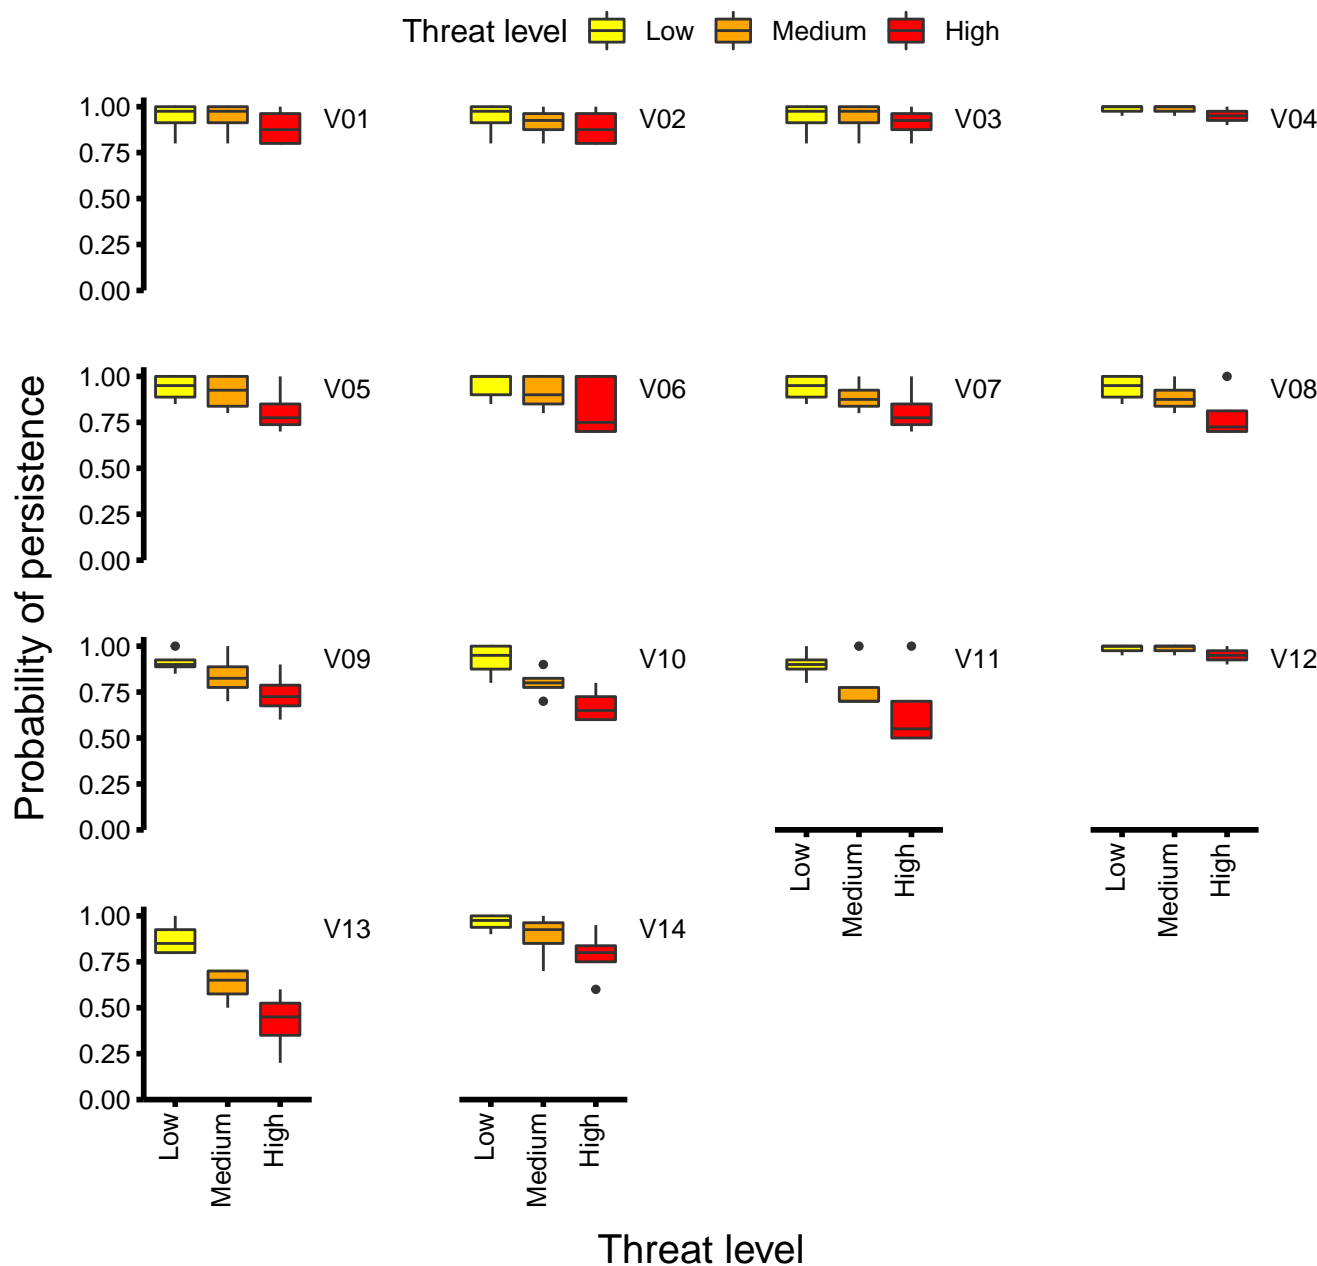 Threat level Low Medium High
Probability of persistence
1.00 V01 V02 V03 V04
0.75
0.50
0.25
0.00
1.00 V05 V06 V07 V08
0.75
0.50
0.25
0.00
1.00 V09 V10 V11 V12
0.75
0.50
0.25
0.00
Low Medium High Low Medium High
1.00 V13 V14
0.75
0.50
0.25
0.00
Low Medium High Low Medium High
Threat level